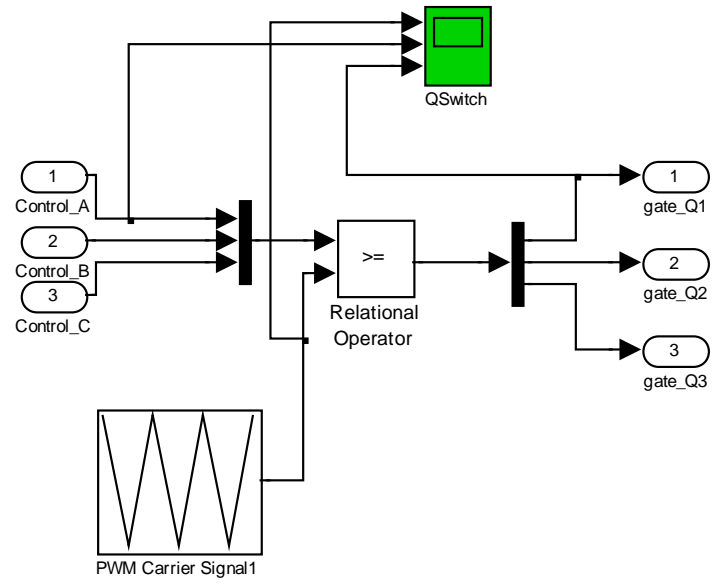 QSwitch
1
Control_A
2
Control_B
3
Control_C
>=
Relational
Operator
1
gate_Q1
2
gate_Q2
3
gate_Q3
PWM Carrier Signal1